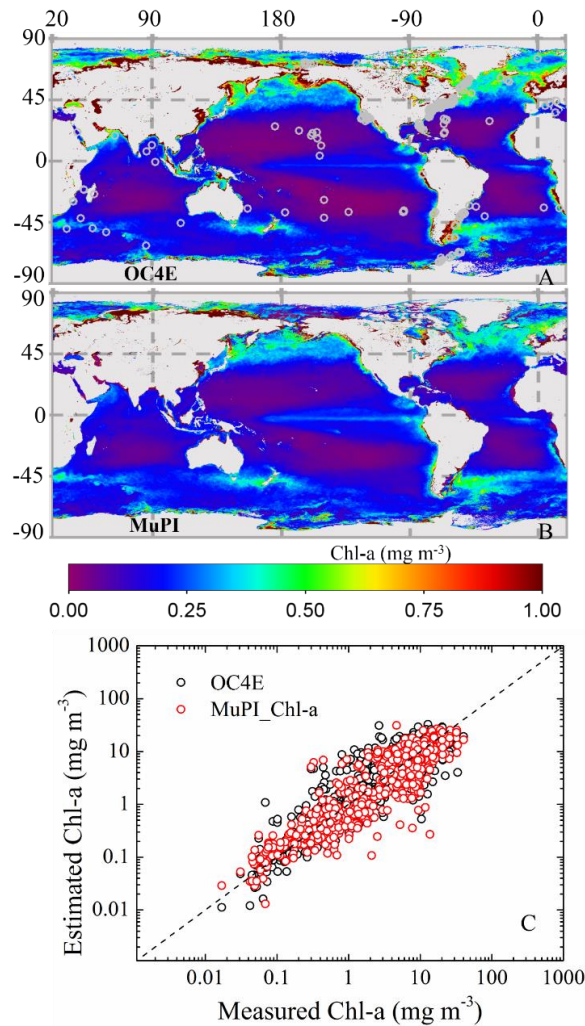 20 90 180 -90 0
90
45
0
-45
-90
OC4E
A
90
45
0
-45
-90
MuPI
B
Chl-a (mg m⁻³)
0.00 0.25 0.50 0.75 1.00
1000
100
10
1
0.1
0.01
Estimated Chl-a (mg m⁻³)
OC4E
MuPI_Chl-a
C
0.01 0.1 1 10 100 1000
Measured Chl-a (mg m⁻³)